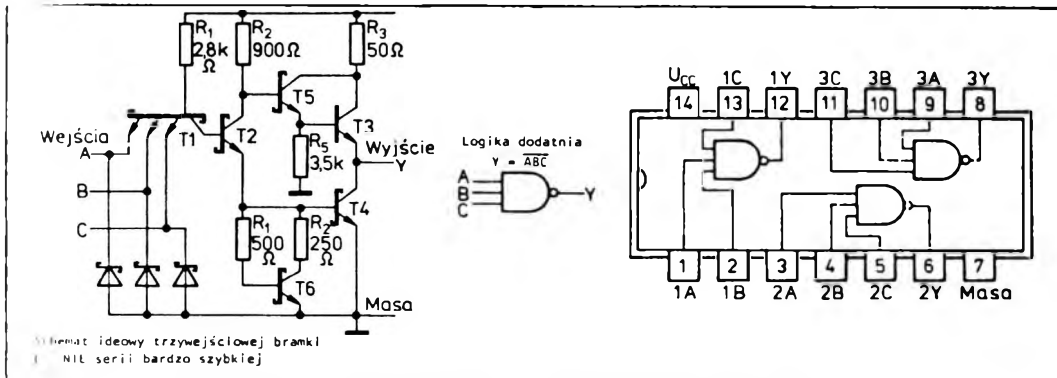 R1
2,8k
Ω
R2
900Ω
R3
50Ω
T5
T1
T2
T3
R5
3,5k
Wejścia
A
B
C
Wyjście
Y
T4
R1
500
Ω
R2
250
Ω
T6
Masa
ideowy trzywejściowej bramki
serii bardzo szybkiej
Logika dodatnia
Y = \overline{ABC}
A
B
C
Y
UCC 1C 1Y 3C 3B 3A 3Y
14 13 12 11 10 9 8
1 2 3 4 5 6 7
1A 1B 2A 2B 2C 2Y Masa